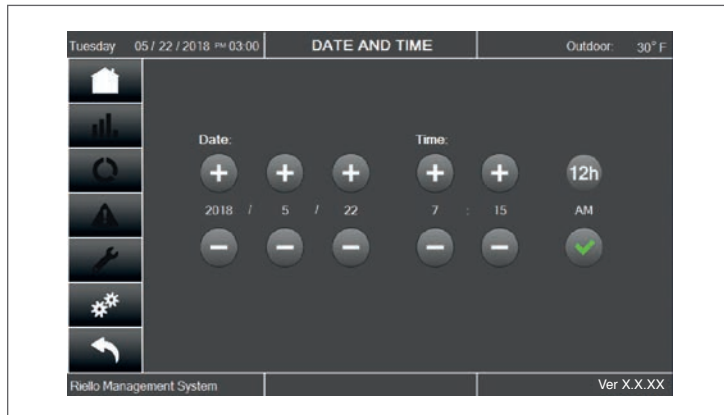 Tuesday 05 / 22 / 2018 PM 03:00 DATE AND TIME Outdoor: 30° F
Date: Time:
12h
2018 / 5 / 22 7 : 15 AM
Riello Management System Ver X.X.XX